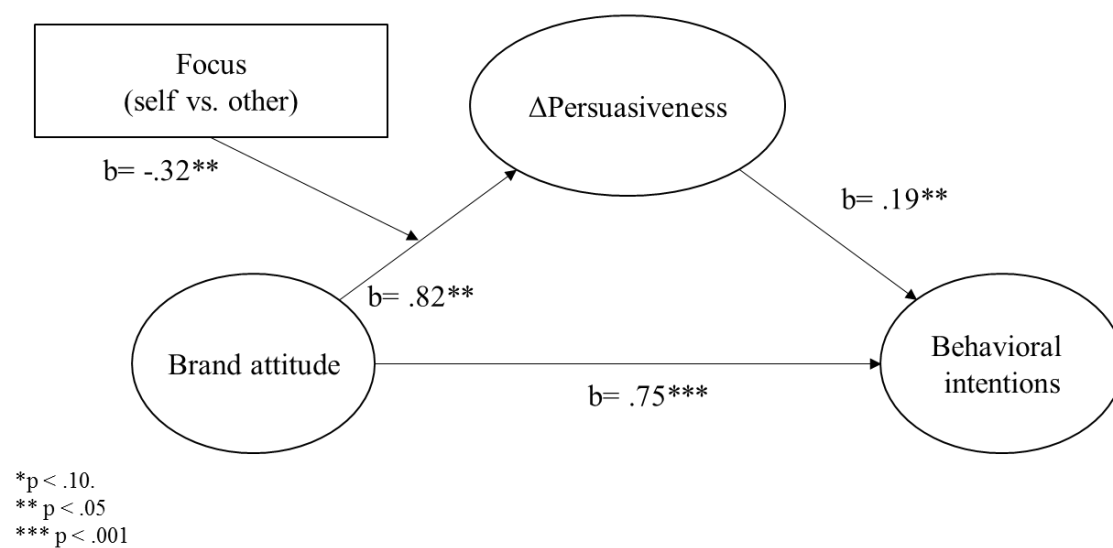 Focus
(self vs. other)
ΔPersuasiveness
b= -.32**
b= .19**
b= .82**
Brand attitude
Behavioral
intentions
b= .75***
*p < .10.
** p < .05
*** p < .001